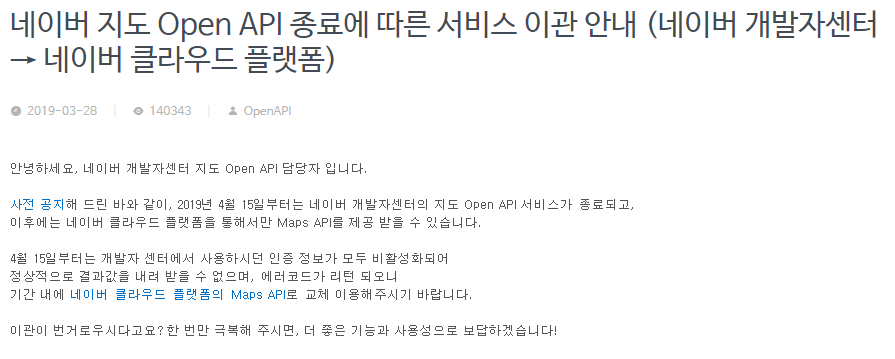 네이버 지도 Open API 종료에 따른 서비스 이관 안내 (네이버 개발자센터
→ 네이버 클라우드 플랫폼)
2019-03-28 140343 OpenAPI
안녕하세요, 네이버 개발자센터 지도 Open API 담당자 입니다.
사전 공지해 드린 바와 같이, 2019년 4월 15일부터는 네이버 개발자센터의 지도 Open API 서비스가 종료되고,
이후에는 네이버 클라우드 플랫폼을 통해서만 Maps API를 제공 받을 수 있습니다.
4월 15일부터는 개발자 센터에서 사용하시던 인증 정보가 모두 비활성화되어
정상적으로 결과값을 내려 받을 수 없으며, 에러코드가 리턴 되오니
기간 내에 네이버 클라우드 플랫폼의 Maps API로 교체 이용해주시기 바랍니다.
이관이 번거로우시다고요? 한 번만 극복해 주시면, 더 좋은 기능과 사용성으로 보답하겠습니다!